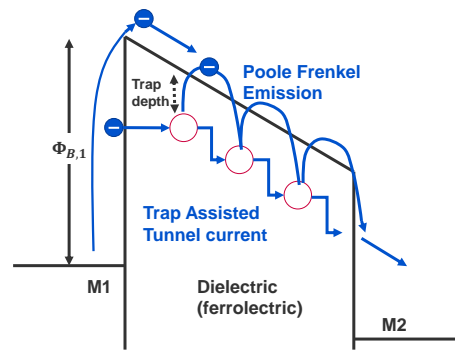 Trap
depth
Poole Frenkel
Emission
Φ_B,1
Trap Assisted
Tunnel current
M1
Dielectric
(ferrolectric)
M2